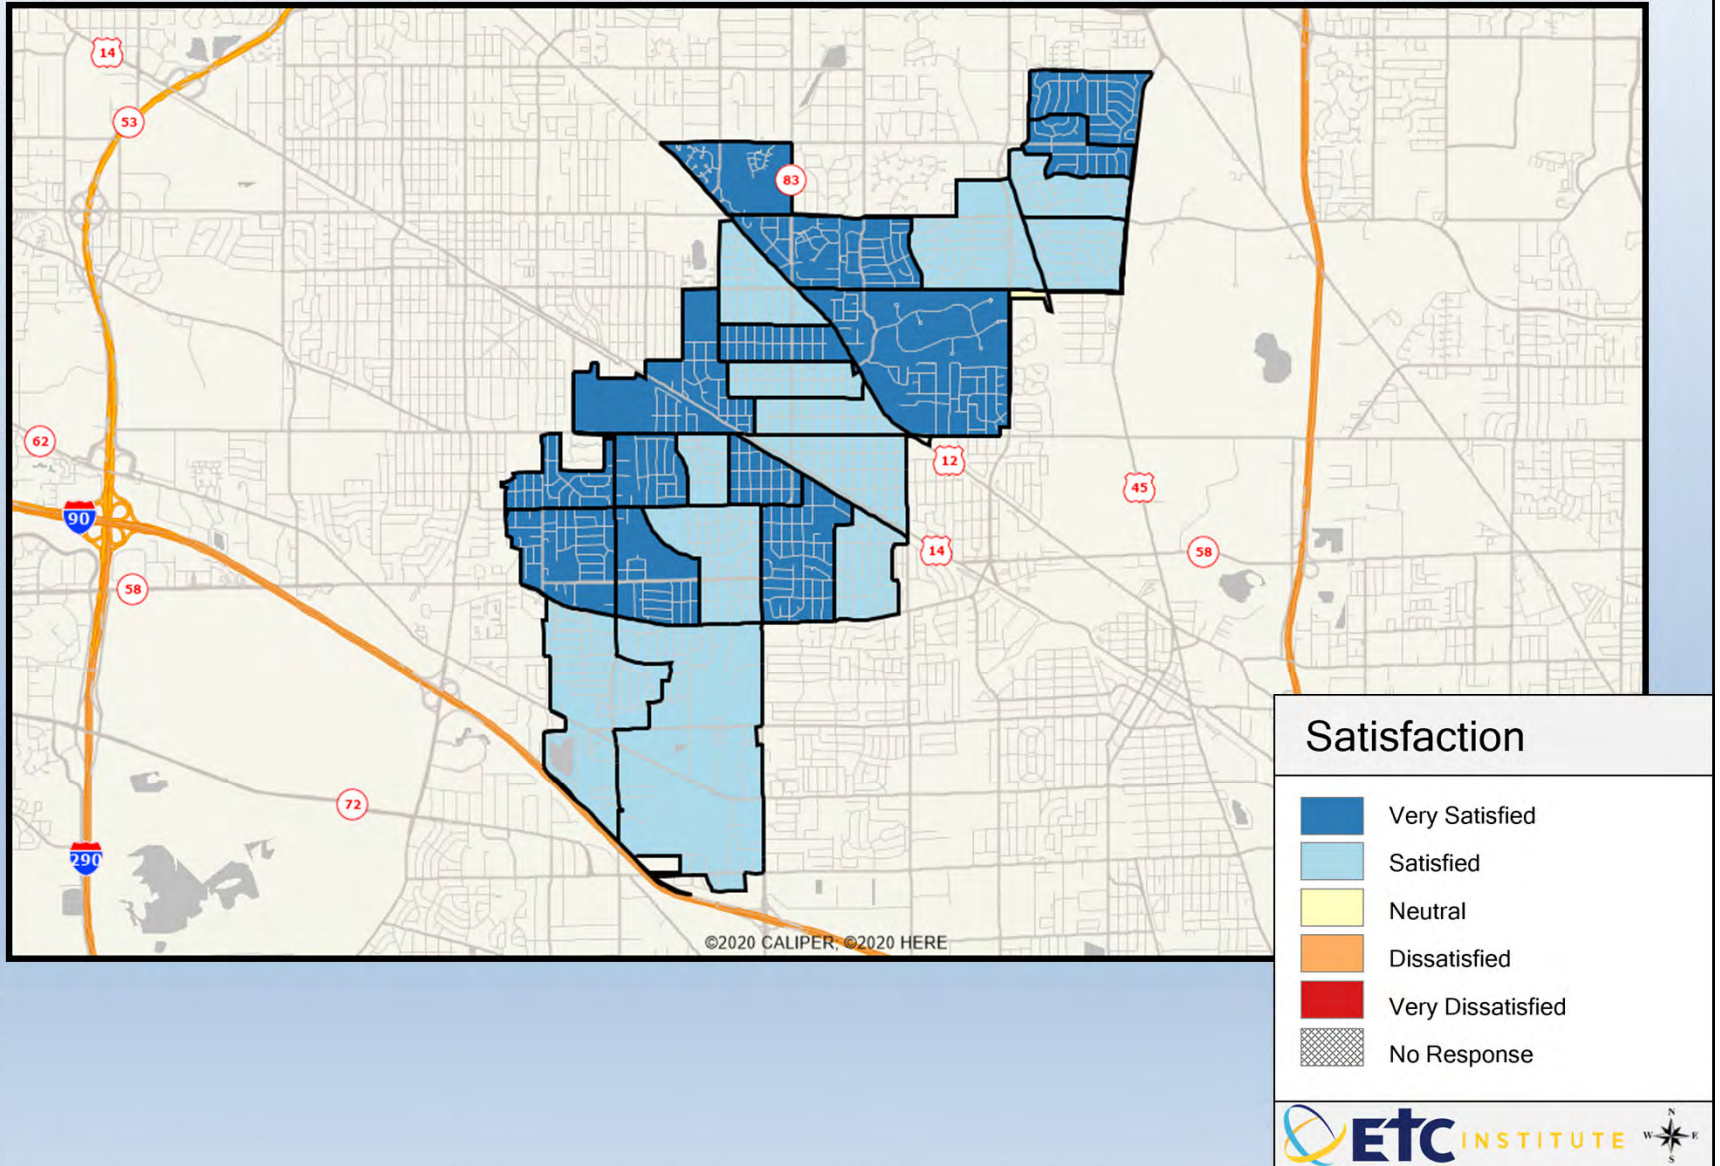 14
53
83
62
12
45
90
14
58
58
72
290
©2020 CALIPER; ©2020 HERE
Satisfaction
Very Satisfied
Satisfied
Neutral
Dissatisfied
Very Dissatisfied
No Response
ETC INSTITUTE
N
W E
S